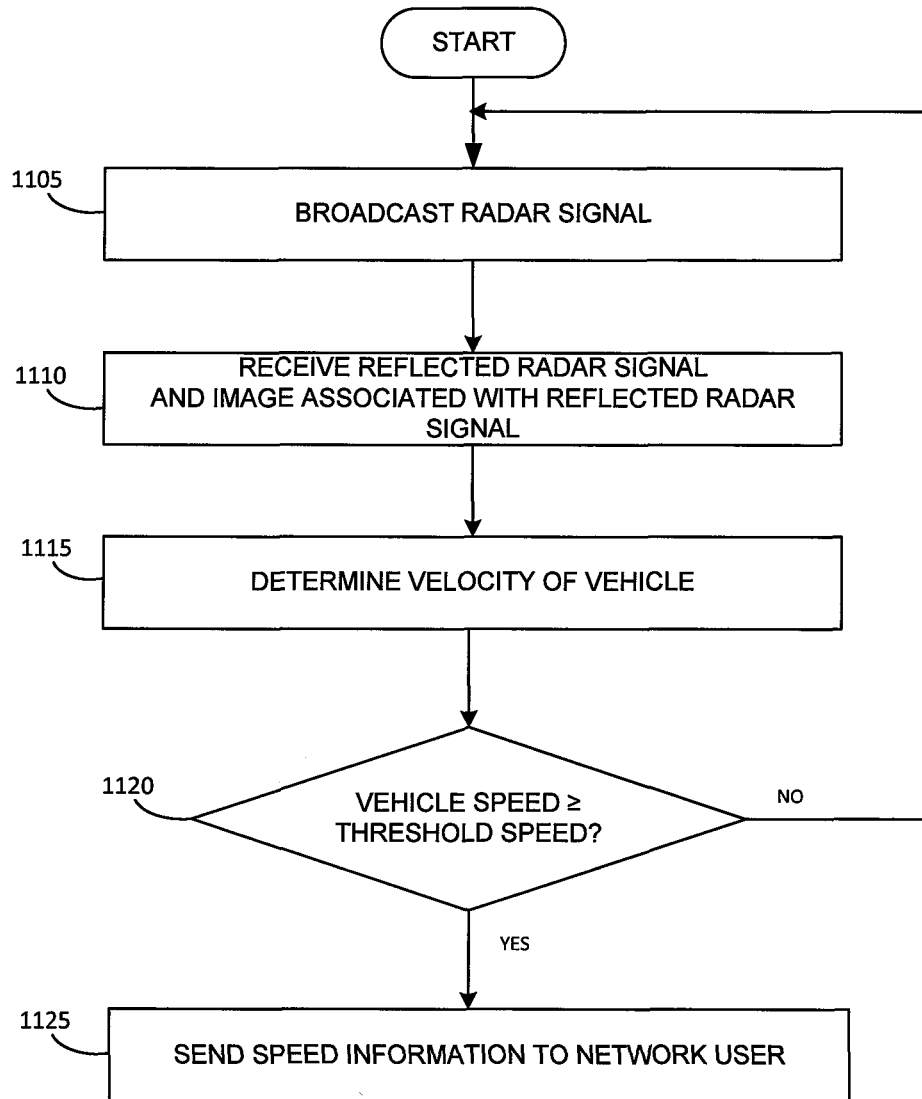 START
1105
BROADCAST RADAR SIGNAL
1110
RECEIVE REFLECTED RADAR SIGNAL
AND IMAGE ASSOCIATED WITH REFLECTED RADAR
SIGNAL
1115
DETERMINE VELOCITY OF VEHICLE
1120
VEHICLE SPEED ≥
THRESHOLD SPEED?
NO
YES
1125
SEND SPEED INFORMATION TO NETWORK USER